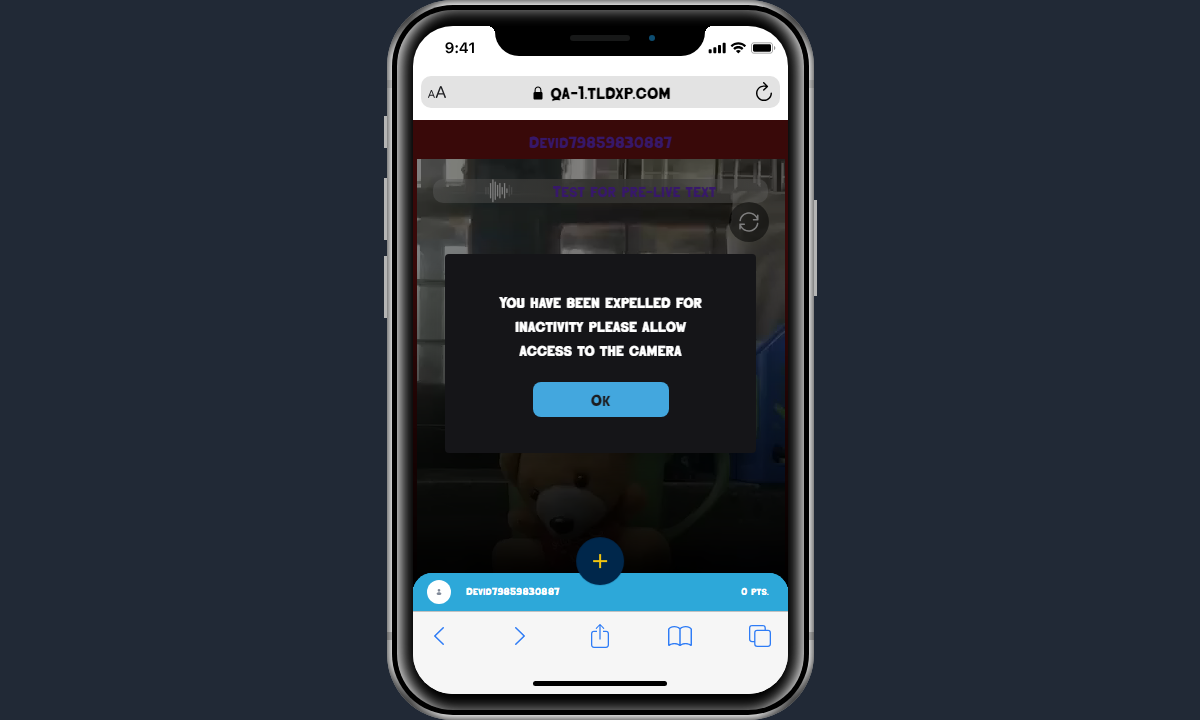 9:41
AA
QA-1.TLDXP.COM
Devid79859830887
Test for pre-live text
You have been expelled for
inactivity please allow
access to the camera
Ok
Devid79859830887
0 pts.